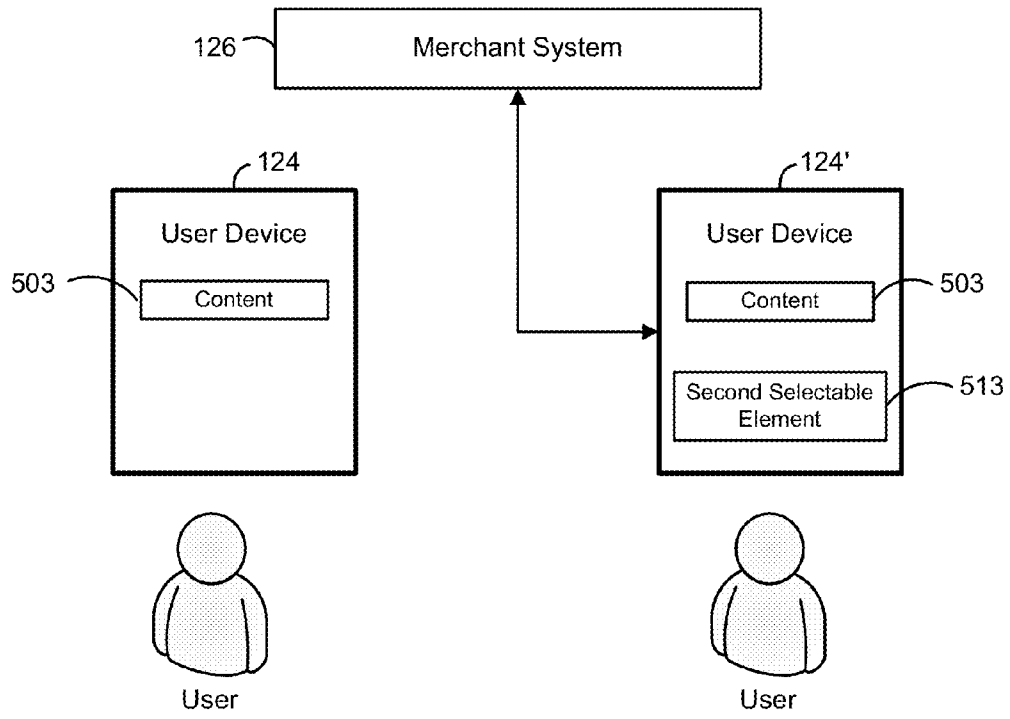 126
Merchant System
124
124'
User Device
User Device
503
Content
Content
503
Second Selectable
Element
513
User
User